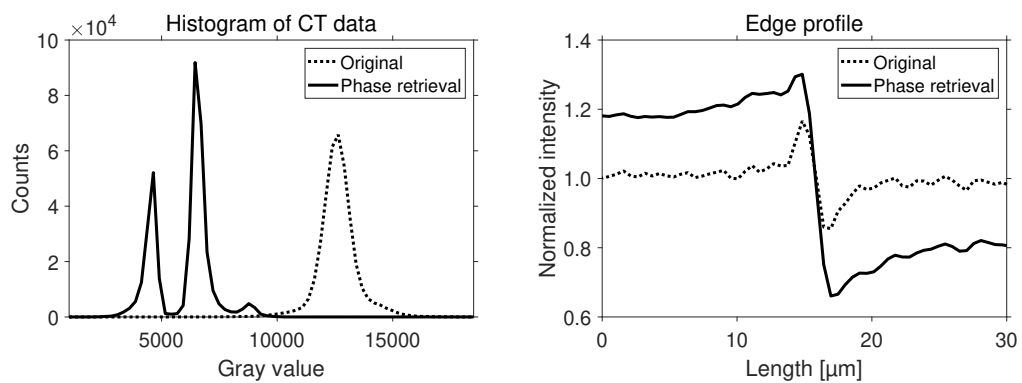 Histogram of CT data
×10⁴
10
8
6
4
2
0
5000 10000 15000
Gray value
Counts
Original
Phase retrieval
Edge profile
1.4
1.2
1.0
0.8
0.6
0 10 20 30
Length [µm]
Normalized intensity
Original
Phase retrieval